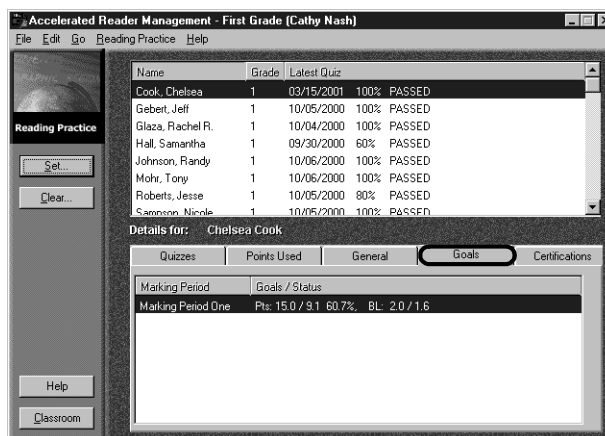 Accelerated Reader Management - First Grade (Cathy Nash)
File Edit Go Reading Practice Help
Name Grade Latest Quiz
Cook, Chelsea 1 03/15/2001 100% PASSED
Gebert, Jeff 1 10/05/2000 100% PASSED
Glaza, Rachel R. 1 10/04/2000 100% PASSED
Reading Practice
Hall, Samantha 1 09/30/2000 60% PASSED
Set...
Johnson, Randy 1 10/06/2000 100% PASSED
Mohr, Tony 1 10/06/2000 100% PASSED
Clear...
Roberts, Jesse 1 10/05/2000 80% PASSED
Sampson, Nicole 1 10/05/2000 100% PASSED
Details for: Chelsea Cook
Quizzes Points Used General Goals Certifications
Marking Period Goals / Status
Marking Period One Pts: 15.0 / 9.1 60.7%, BL: 2.0 / 1.6
Help
Classroom